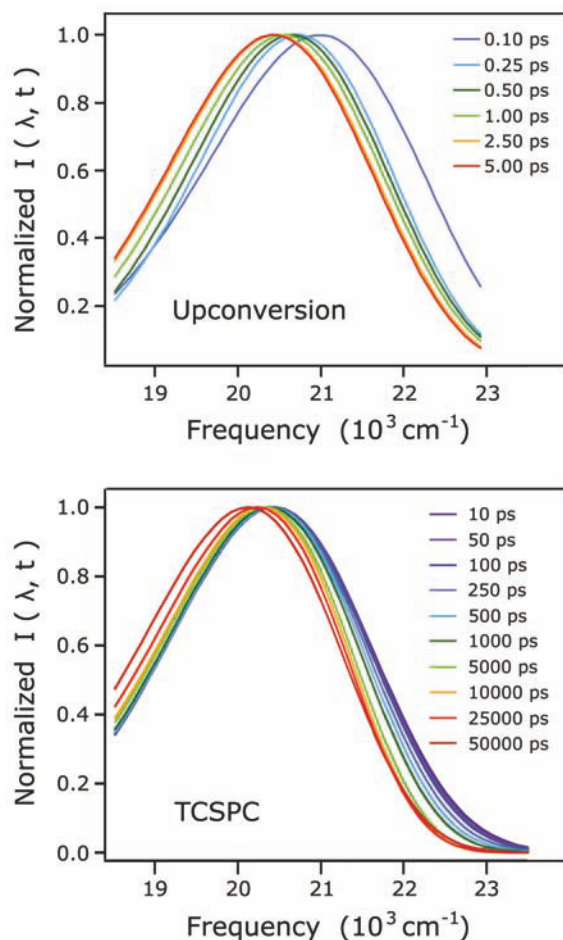 Normalized I ( λ, t )
1.0
0.8
0.6
0.4
0.2
0.10 ps
0.25 ps
0.50 ps
1.00 ps
2.50 ps
5.00 ps
Upconversion
19 20 21 22 23
Frequency (10³ cm⁻¹)
Normalized I ( λ, t )
1.0
0.8
0.6
0.4
0.2
0.0
10 ps
50 ps
100 ps
250 ps
500 ps
1000 ps
5000 ps
10000 ps
25000 ps
50000 ps
TCSPC
19 20 21 22 23
Frequency (10³ cm⁻¹)